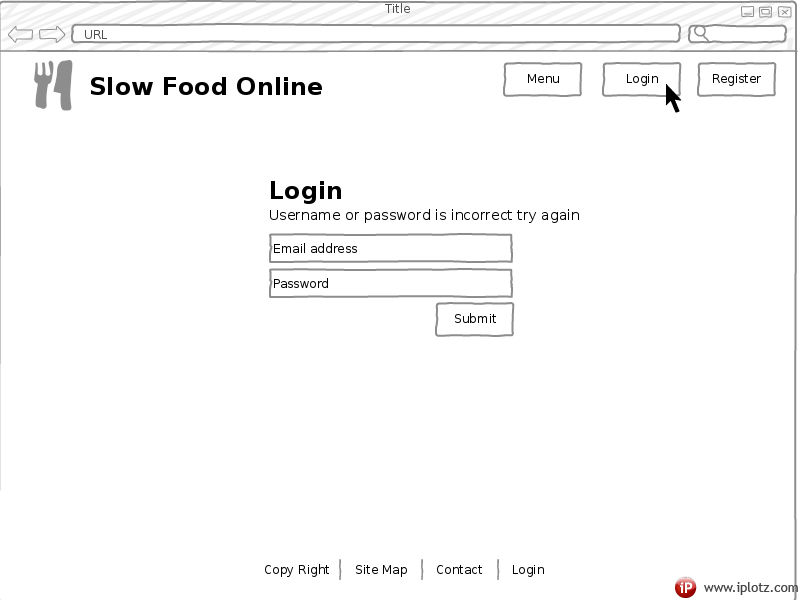 Title
URL
Slow Food Online
Menu
Login
Register
Login
Username or password is incorrect try again
Email address
Password
Submit
Copy Right
Site Map
Contact
Login
iP www.iplotz.com